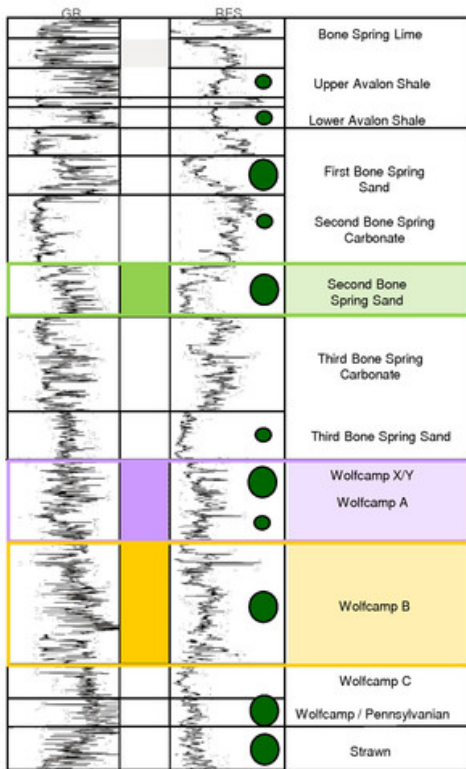 GR RES
Bone Spring Lime
Upper Avalon Shale
Lower Avalon Shale
First Bone Spring
Sand
Second Bone Spring
Carbonate
Second Bone
Spring Sand
Third Bone Spring
Carbonate
Third Bone Spring Sand
Wolfcamp X/Y
Wolfcamp A
Wolfcamp B
Wolfcamp C
Wolfcamp / Pennsylvanian
Strawn